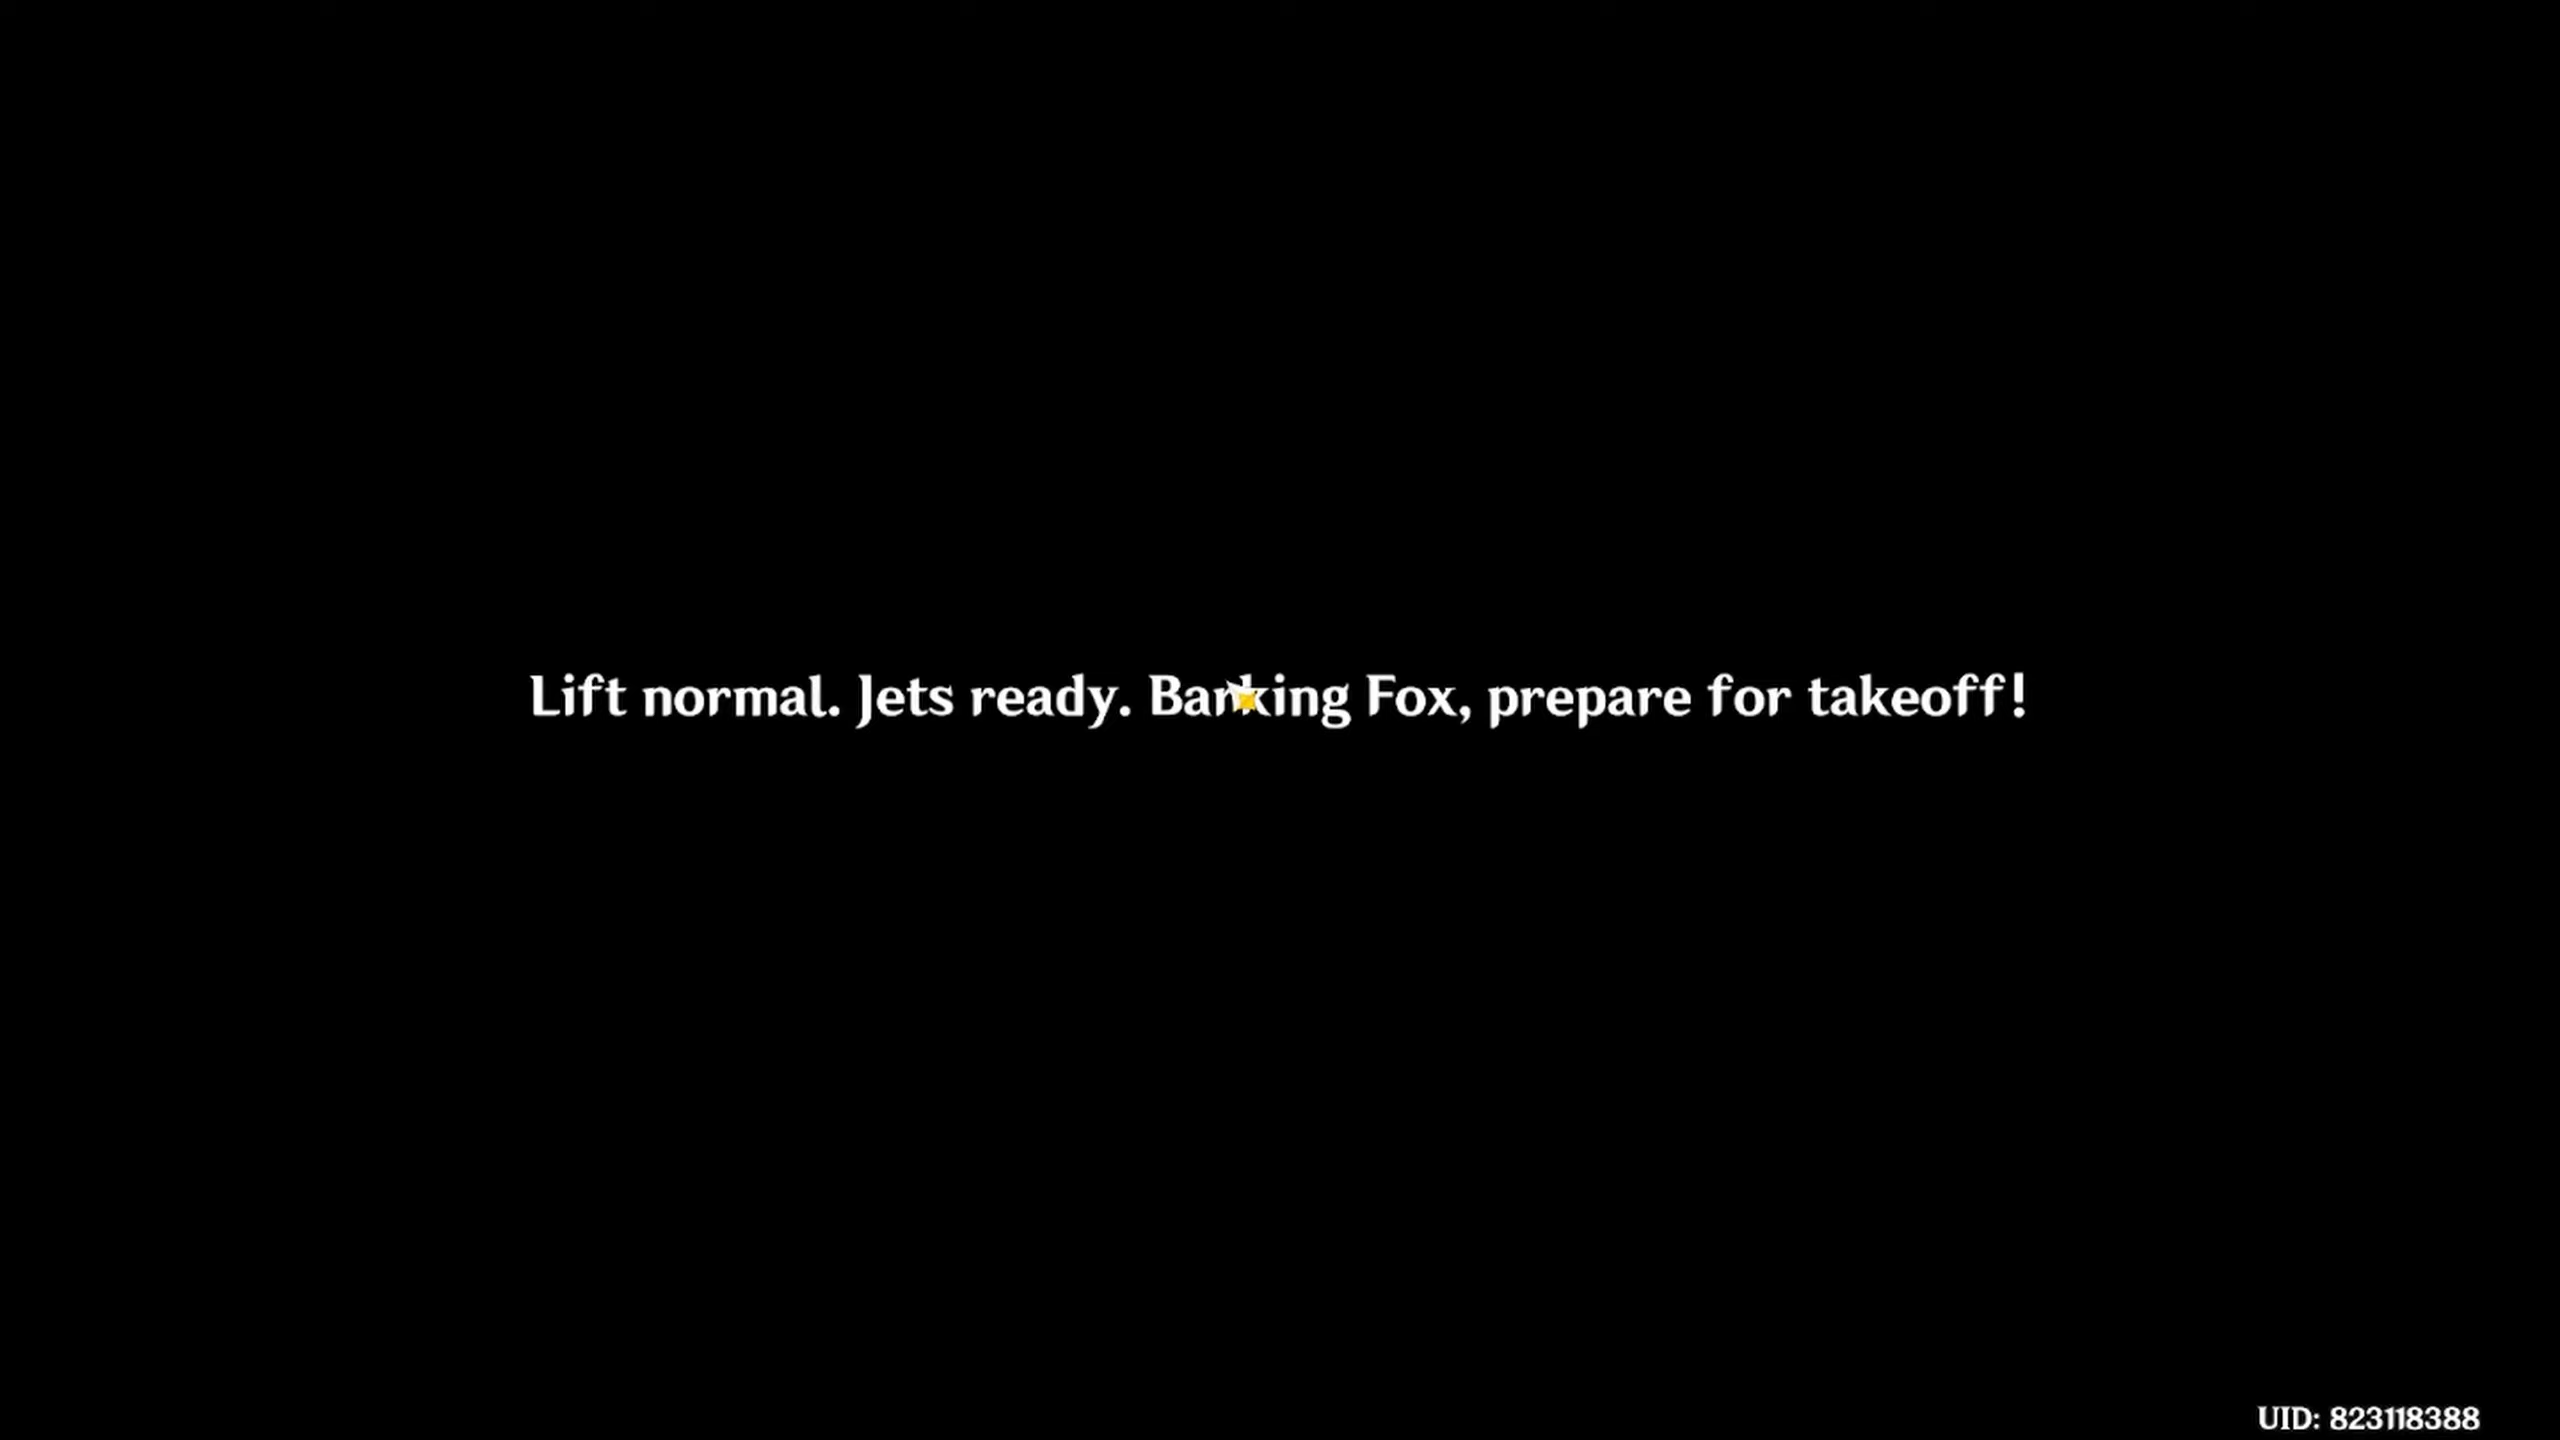 Lift normal. Jets ready. Banking Fox, prepare for takeoff!
UID: 823118388